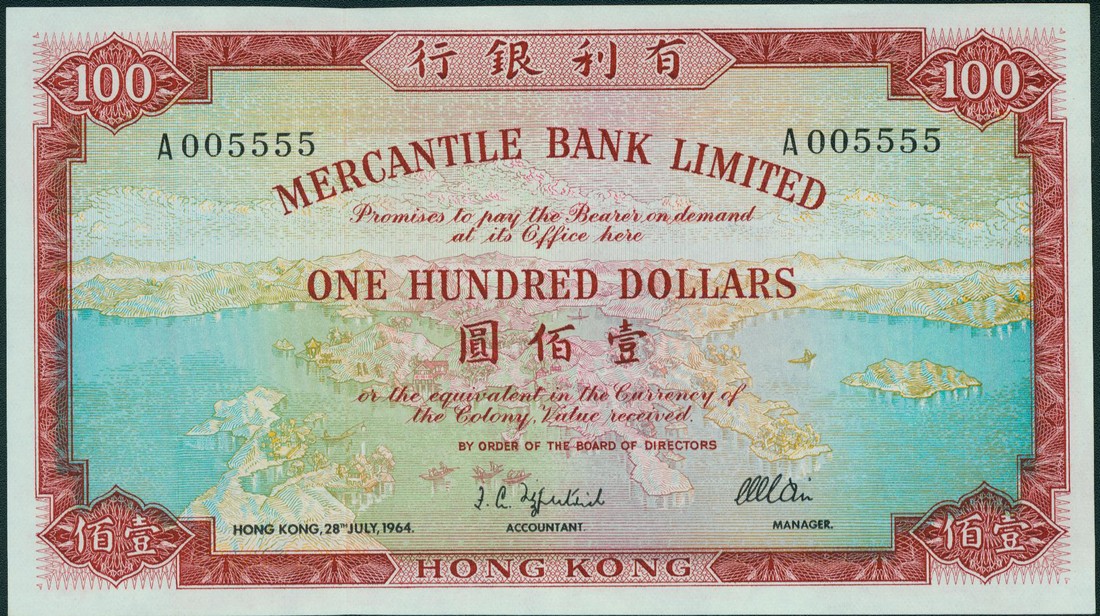 行銀利有
100
100
A005555
A005555
MERCANTILE BANK LIMITED
Promises to pay the Bearer on demand
at its Office here
ONE HUNDRED DOLLARS
圓佰壹
or the equivalent in the Currency of
the Colony, Value received.
BY ORDER OF THE BOARD OF DIRECTORS
HONG KONG, 28TH JULY, 1964.
ACCOUNTANT.
MANAGER.
佰壹
佰壹
HONG KONG